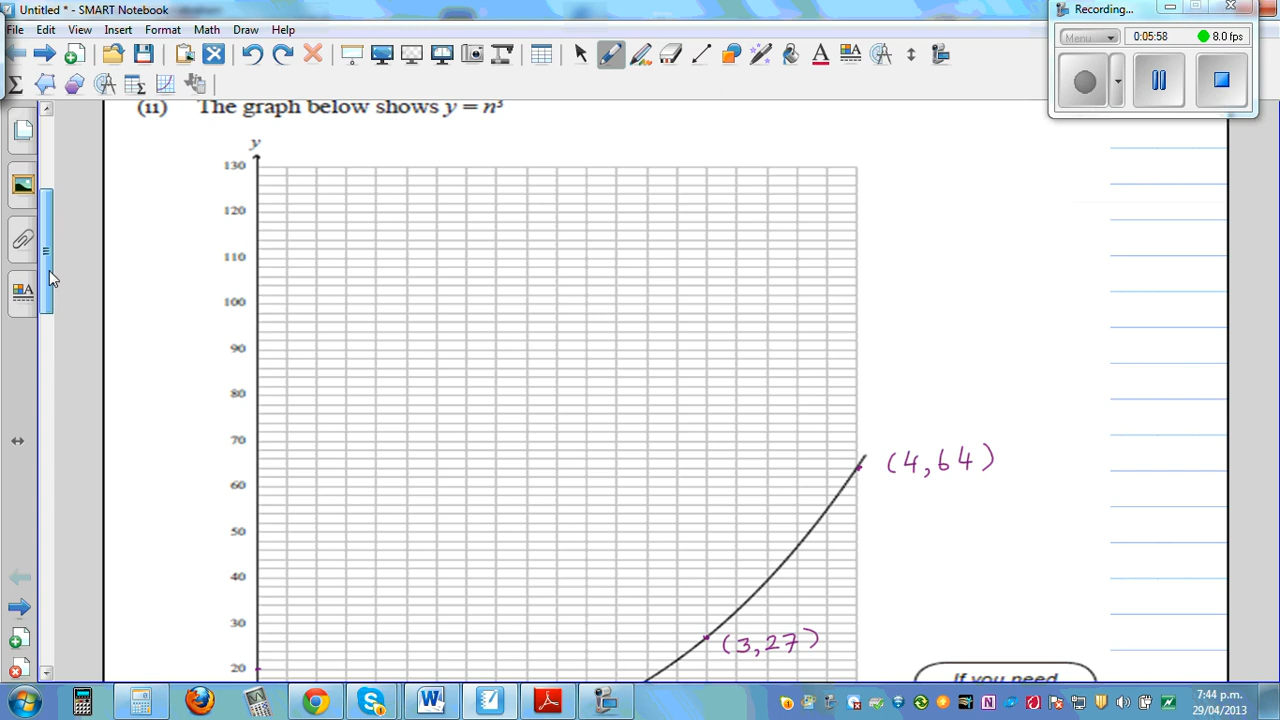 Untitled * - SMART Notebook
Recording...
File Edit View Insert Format Math Draw Help
Menu 0:05:58 8.0 fps
(ii) The graph below shows y = n³
y
130
120
110
100
90
80
70
(4,64)
60
50
40
30
(3,27)
20
If you need
7:44 p.m.
29/04/2013